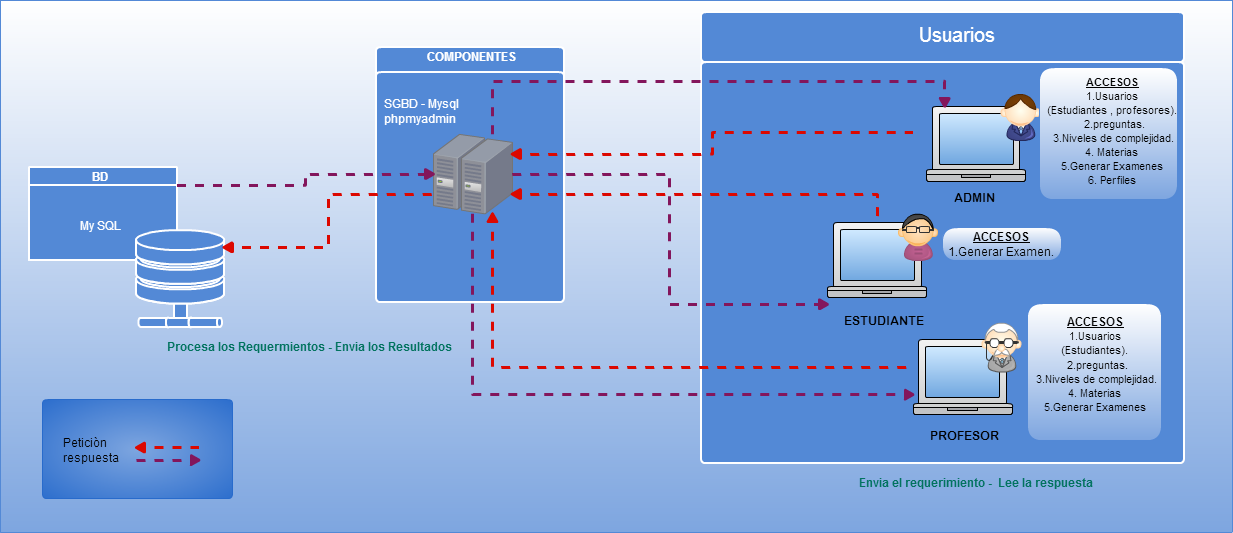 BD
My SQL
COMPONENTES
SGBD - Mysql
phpmyadmin
Procesa los Requermientos - Envia los Resultados
Petición
respuesta
Usuarios
ADMIN
ACCESOS
1.Usuarios
(Estudiantes , profesores).
2.preguntas.
3.Niveles de complejidad.
4. Materias
5.Generar Examenes
6. Perfiles
ESTUDIANTE
ACCESOS
1.Generar Examen.
PROFESOR
ACCESOS
1.Usuarios
(Estudiantes).
2.preguntas.
3.Niveles de complejidad.
4. Materias
5.Generar Examenes
Envia el requerimiento - Lee la respuesta